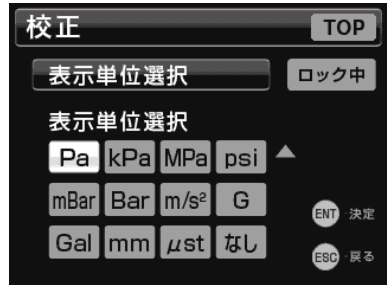 校正 TOP
表示単位選択 ロック中
表示単位選択
Pa kPa MPa psi
mBar Bar m/s² G
ENT 決定
Gal mm μst なし
ESC 戻る